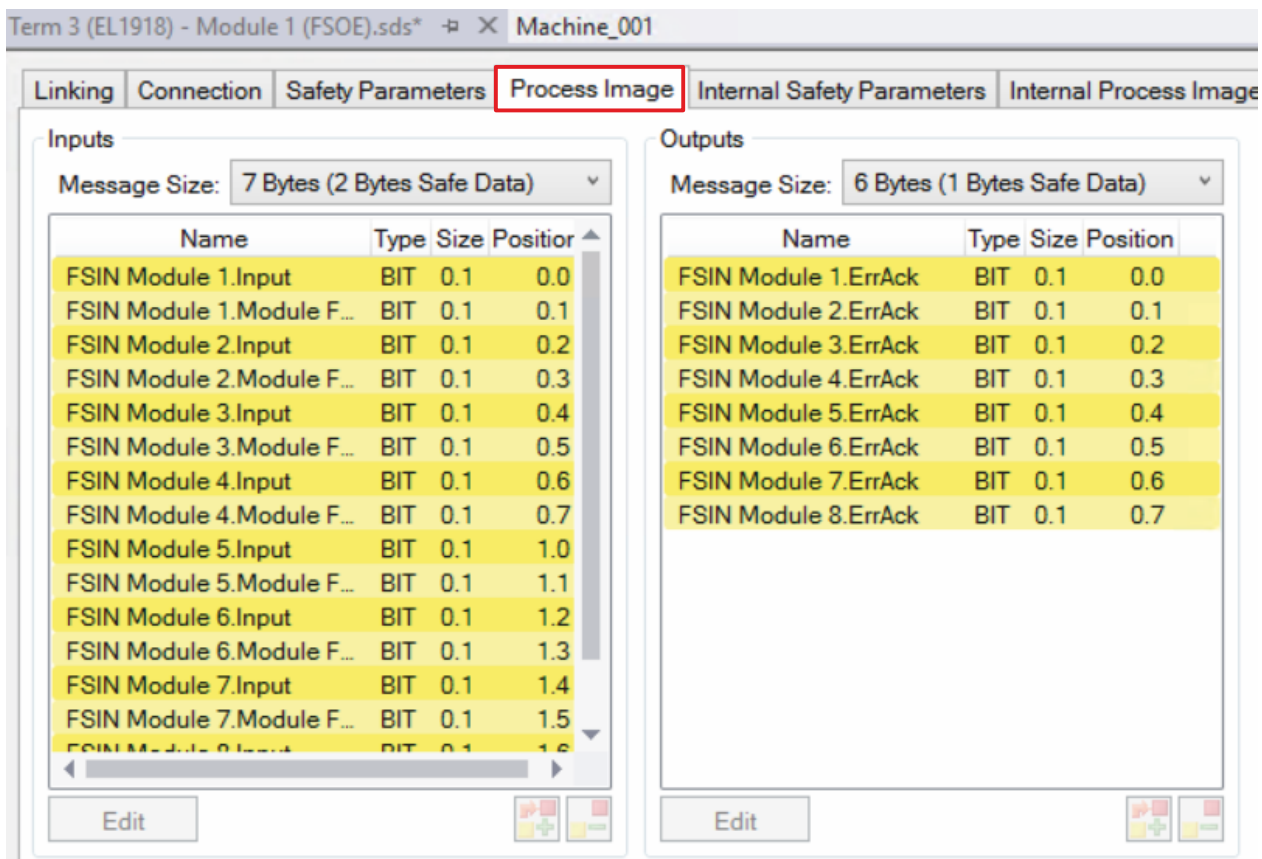 Term 3 (EL1918) - Module 1 (FSOE).sds* Machine_001
Linking Connection Safety Parameters Process Image Internal Safety Parameters Internal Process Image
Inputs
Message Size: 7 Bytes (2 Bytes Safe Data)
Name Type Size Position
FSIN Module 1.Input BIT 0.1 0.0
FSIN Module 1.Module F... BIT 0.1 0.1
FSIN Module 2.Input BIT 0.1 0.2
FSIN Module 2.Module F... BIT 0.1 0.3
FSIN Module 3.Input BIT 0.1 0.4
FSIN Module 3.Module F... BIT 0.1 0.5
FSIN Module 4.Input BIT 0.1 0.6
FSIN Module 4.Module F... BIT 0.1 0.7
FSIN Module 5.Input BIT 0.1 1.0
FSIN Module 5.Module F... BIT 0.1 1.1
FSIN Module 6.Input BIT 0.1 1.2
FSIN Module 6.Module F... BIT 0.1 1.3
FSIN Module 7.Input BIT 0.1 1.4
FSIN Module 7.Module F... BIT 0.1 1.5
FSIN Module 8.Input BIT 0.1 1.6
Edit
Outputs
Message Size: 6 Bytes (1 Bytes Safe Data)
Name Type Size Position
FSIN Module 1.ErrAck BIT 0.1 0.0
FSIN Module 2.ErrAck BIT 0.1 0.1
FSIN Module 3.ErrAck BIT 0.1 0.2
FSIN Module 4.ErrAck BIT 0.1 0.3
FSIN Module 5.ErrAck BIT 0.1 0.4
FSIN Module 6.ErrAck BIT 0.1 0.5
FSIN Module 7.ErrAck BIT 0.1 0.6
FSIN Module 8.ErrAck BIT 0.1 0.7
Edit